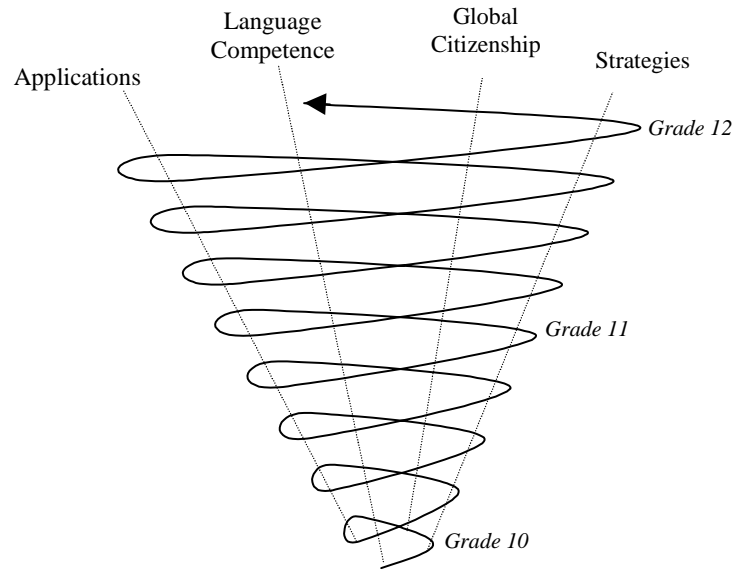 Applications
Language
Competence
Global
Citizenship
Strategies
Grade 12
Grade 11
Grade 10